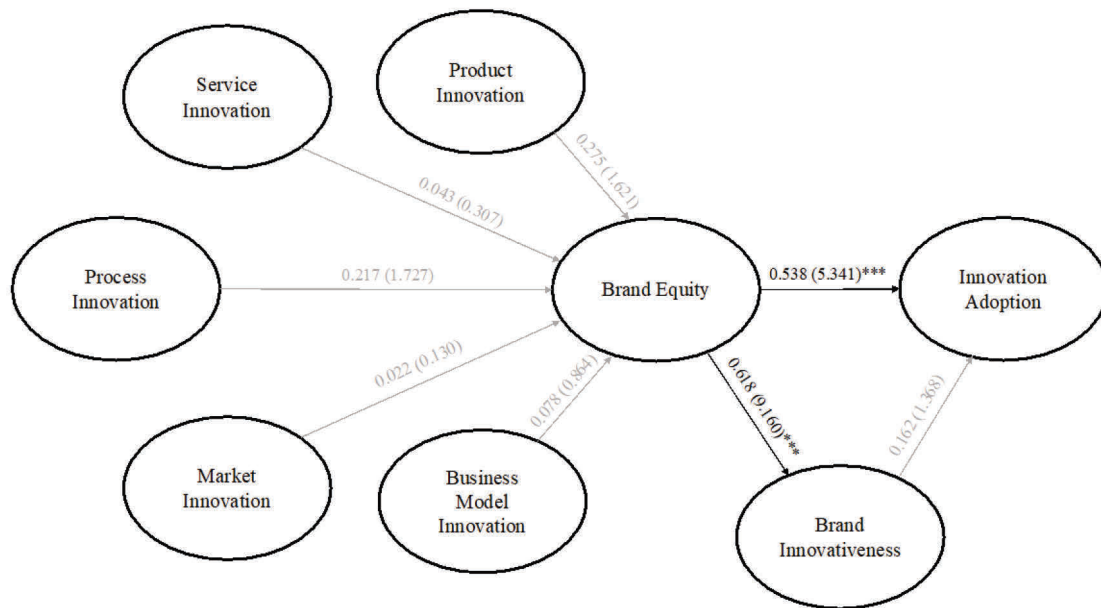 Service
Innovation
Product
Innovation
0.275 (1.621)
0.043 (0.307)
Process
Innovation
0.217 (1.727)
Brand Equity
0.538 (5.341)***
Innovation
Adoption
0.022 (0.130)
0.078 (0.864)
0.618 (9.160)***
0.162 (1.368)
Market
Innovation
Business
Model
Innovation
Brand
Innovativeness